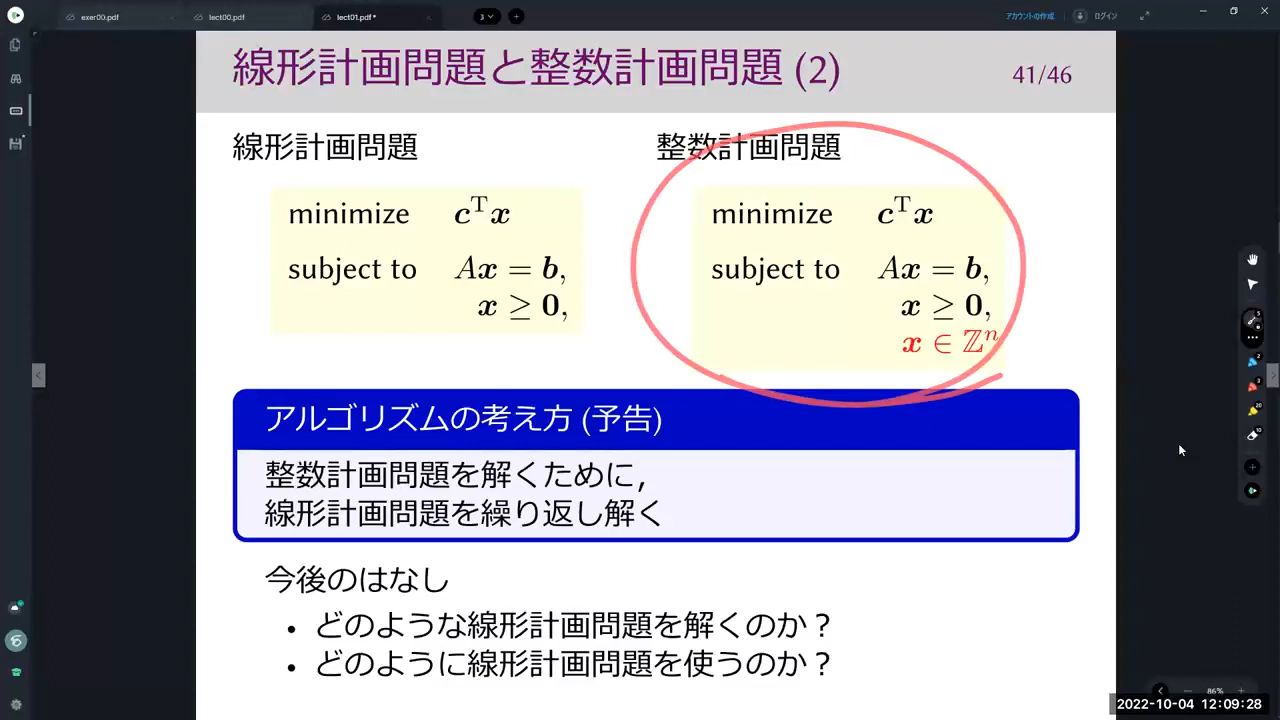 exer00.pdf
lect00.pdf
lect01.pdf *
3
アカウントの作成
ログイン
線形計画問題と整数計画問題 (2)
41/46
線形計画問題
minimize cᵀx
subject to Ax = b,
x ≥ 0,
整数計画問題
minimize cᵀx
subject to Ax = b,
x ≥ 0,
x ∈ ℤⁿ
アルゴリズムの考え方 (予告)
整数計画問題を解くために,
線形計画問題を繰り返し解く
今後のはなし
• どのような線形計画問題を解くのか？
• どのように線形計画問題を使うのか？
86%
2022-10-04 12:09:28